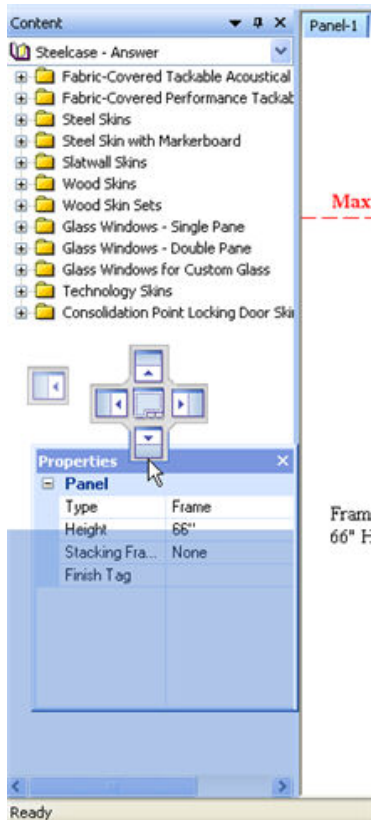 Content
Panel-1
Steelcase - Answer
Fabric-Covered Tackable Acoustical
Fabric-Covered Performance Tackab
Steel Skins
Steel Skin with Markerboard
Slatwall Skins
Wood Skins
Wood Skin Sets
Glass Windows - Single Pane
Glass Windows - Double Pane
Glass Windows for Custom Glass
Technology Skins
Consolidation Point Locking Door Skin
Max
Properties
Panel
Type Frame
Height 66"
Stacking Fra... None
Finish Tag
Fram
66" H
Ready